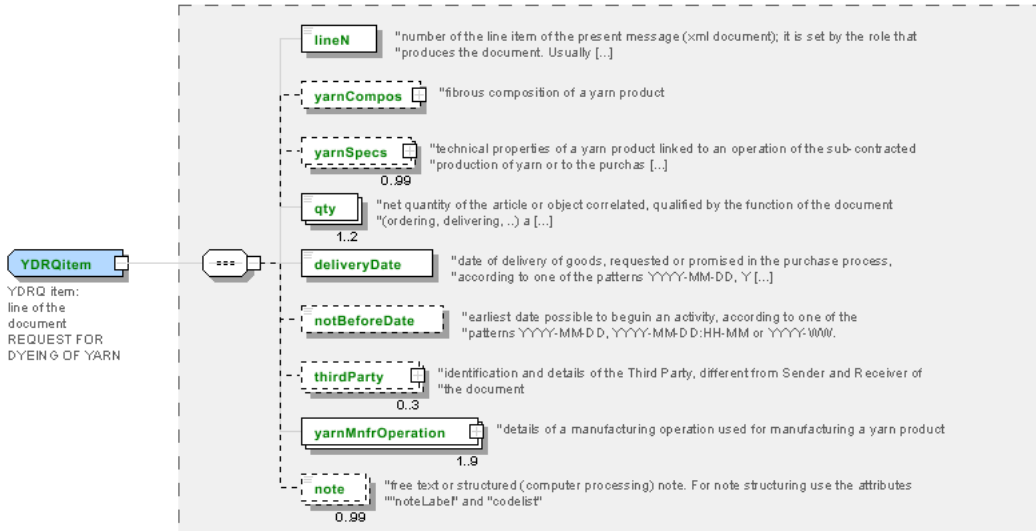 lineN
"number of the line item of the present message (xml document); it is set by the role that
"produces the document. Usually [...]
yarnCompos
"fibrous composition of a yarn product
yarnSpecs
"technical properties of a yarn product linked to an operation of the sub-contracted
"production of yarn or to the purchas [...]
0..99
qty
"net quantity of the article or object correlated, qualified by the function of the document
"(ordering, delivering, ..) a [...]
1..2
YDRQitem
YDRQ item:
line of the
document
REQUEST FOR
DYEING OF YARN
deliveryDate
"date of delivery of goods, requested or promised in the purchase process,
"according to one of the patterns YYYY-MM-DD, Y [...]
notBeforeDate
"earliest date possible to beguin an activity, according to one of the
"patterns YYYY-MM-DD, YYYY-MM-DD:HH-MM or YYYY-WW.
thirdParty
"identification and details of the Third Party, different from Sender and Receiver of
"the document
0..3
yarnMnfrOperation
"details of a manufacturing operation used for manufacturing a yarn product
1..9
note
"free text or structured (computer processing) note. For note structuring use the attributes
""noteLabel" and "codelist"
0..99